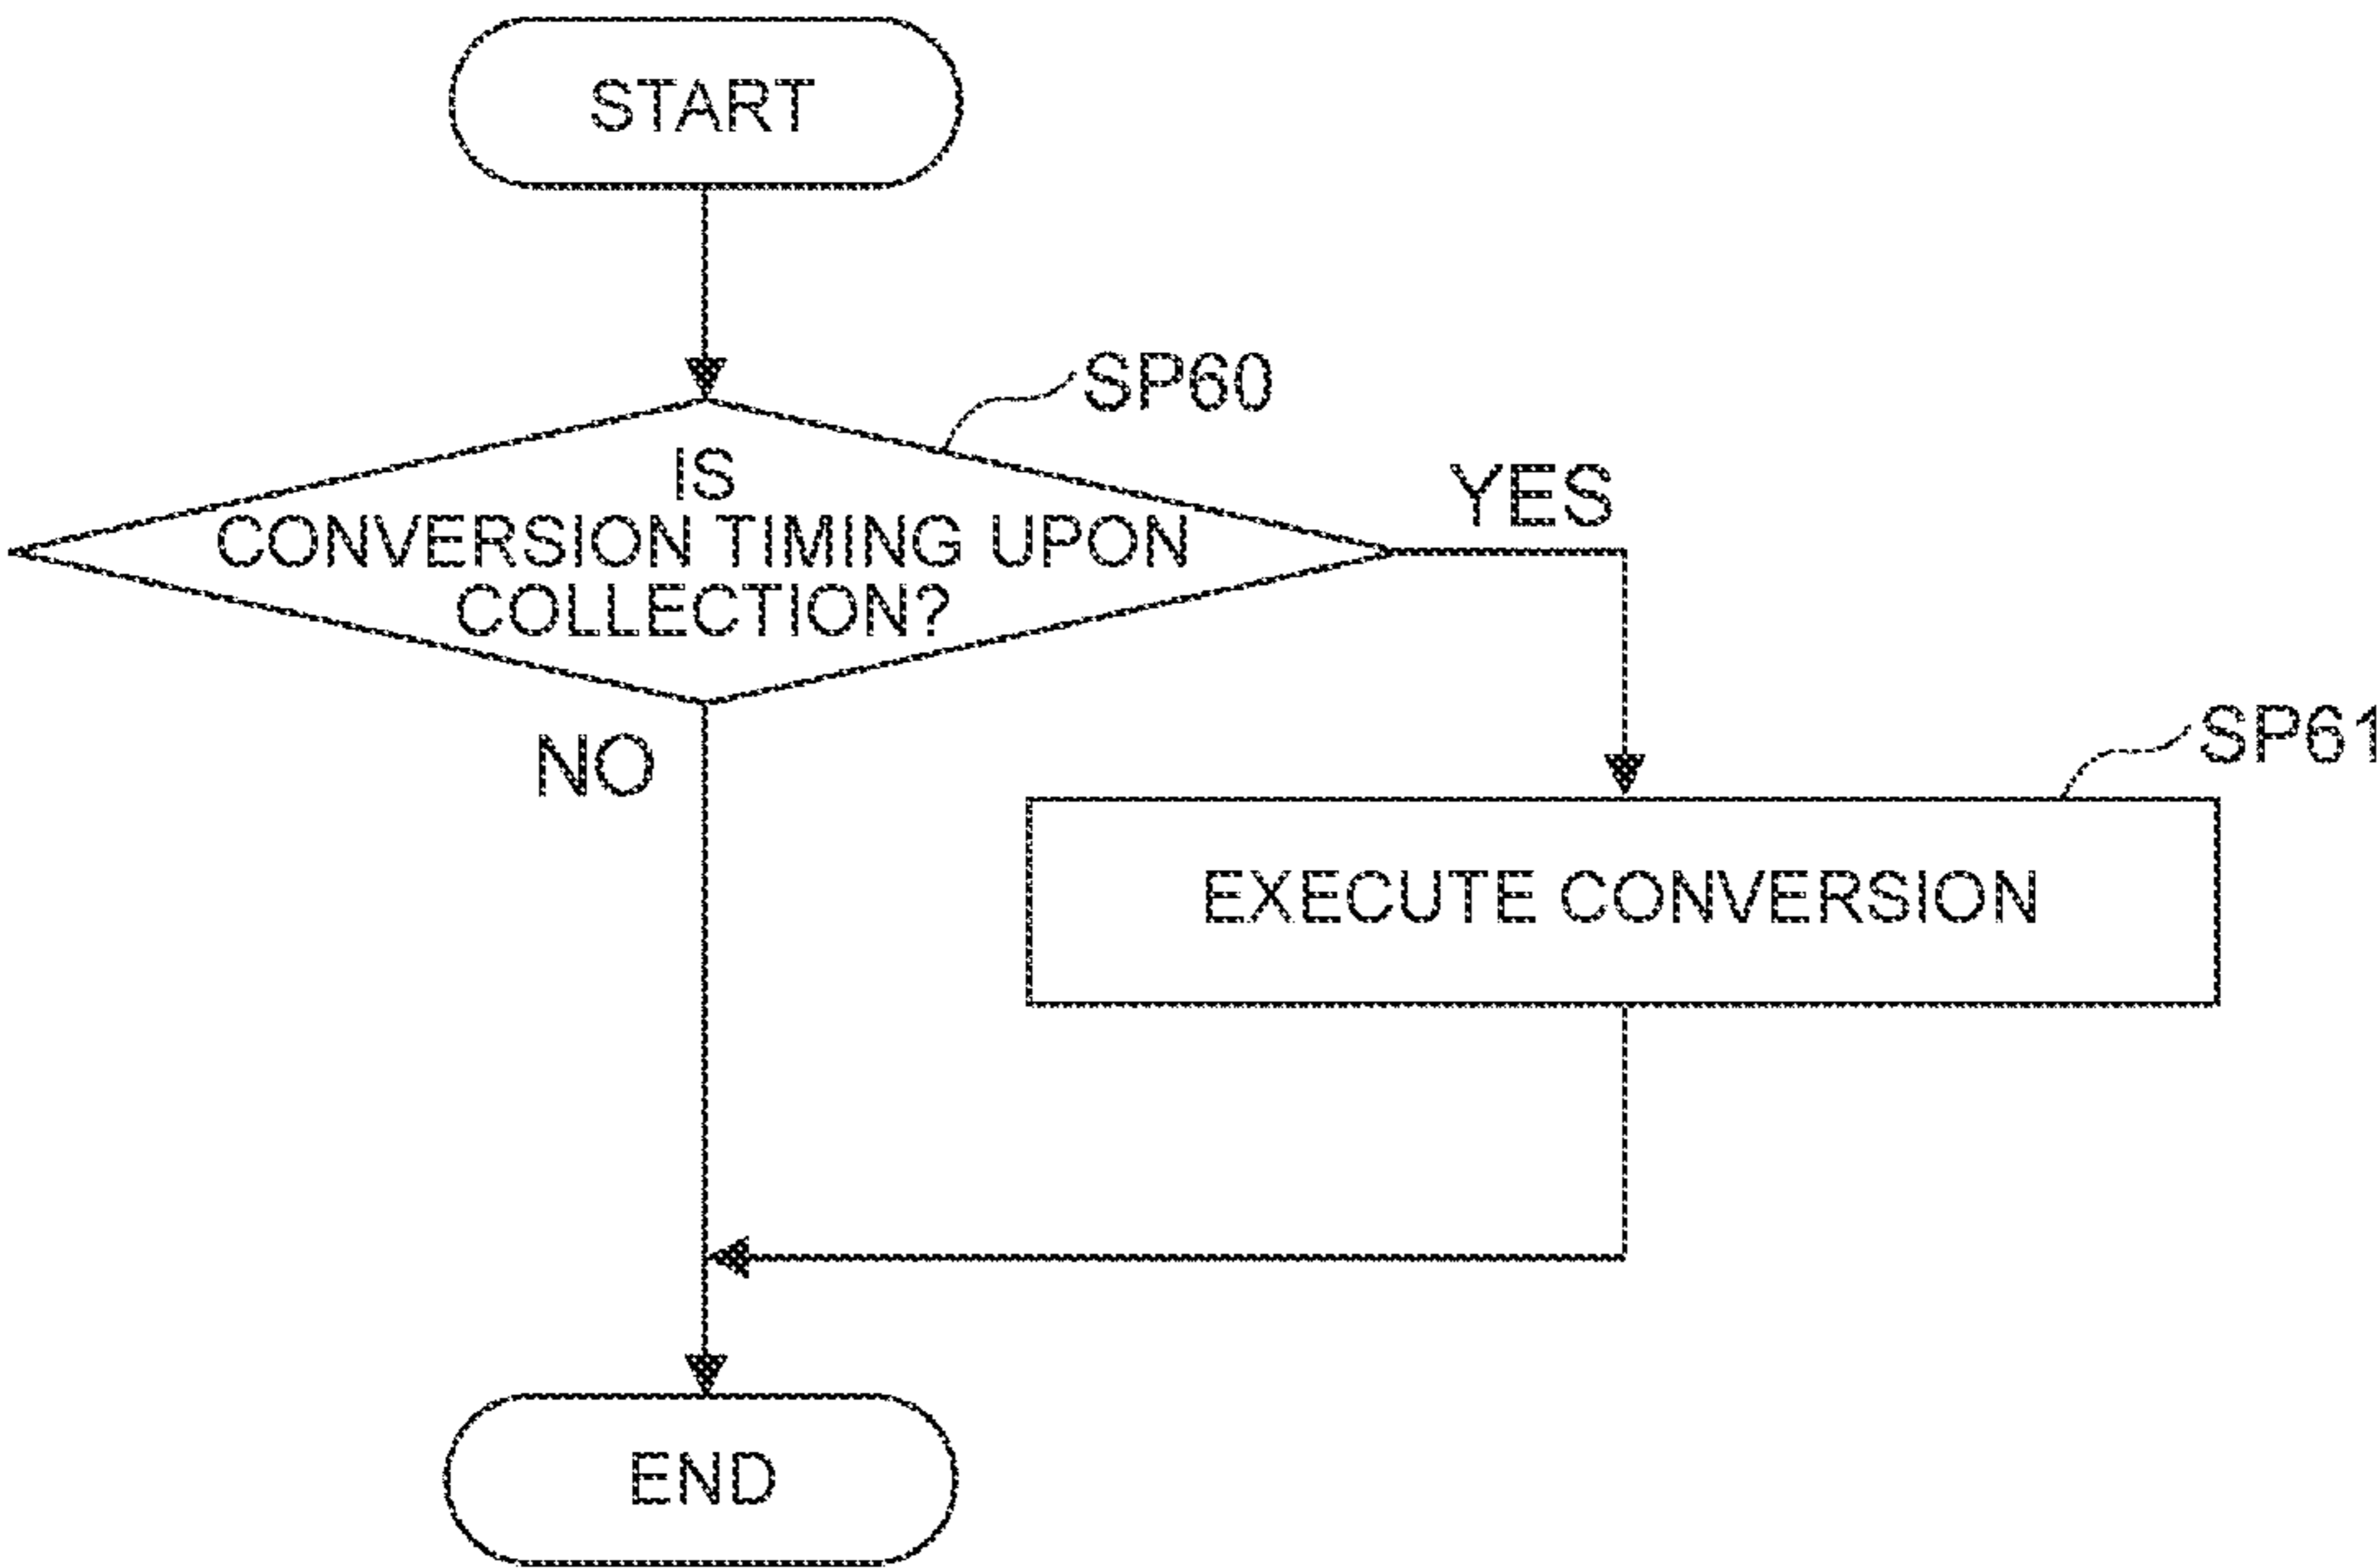 START
SP60
IS
CONVERSION TIMING UPON
COLLECTION?
YES
NO
SP61
EXECUTE CONVERSION
END